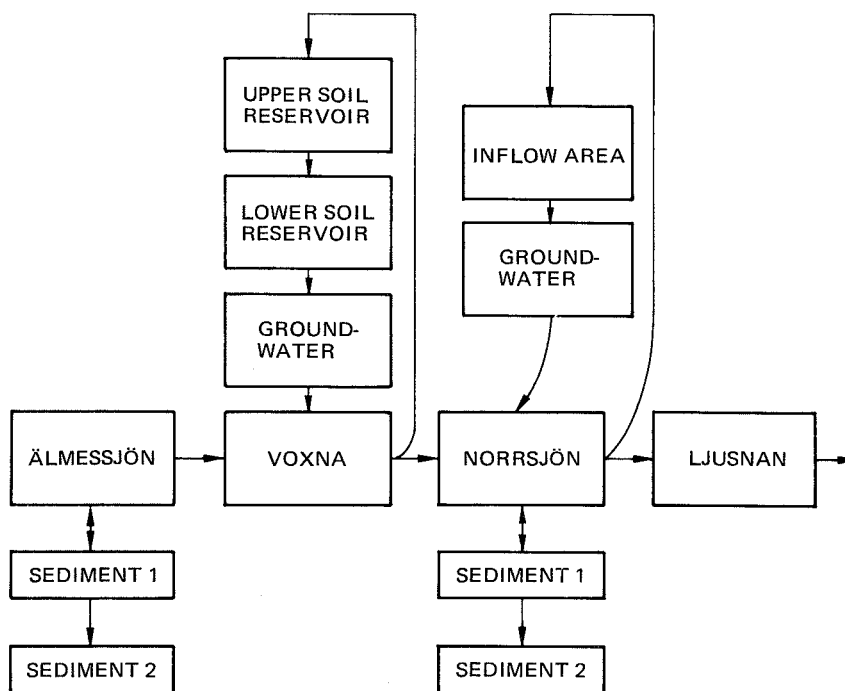 UPPER SOIL
RESERVOIR
LOWER SOIL
RESERVOIR
GROUND-
WATER
INFLOW AREA
GROUND-
WATER
ÄLMESSJÖN
VOXNA
NORRSJÖN
LJUSNAN
SEDIMENT 1
SEDIMENT 1
SEDIMENT 2
SEDIMENT 2